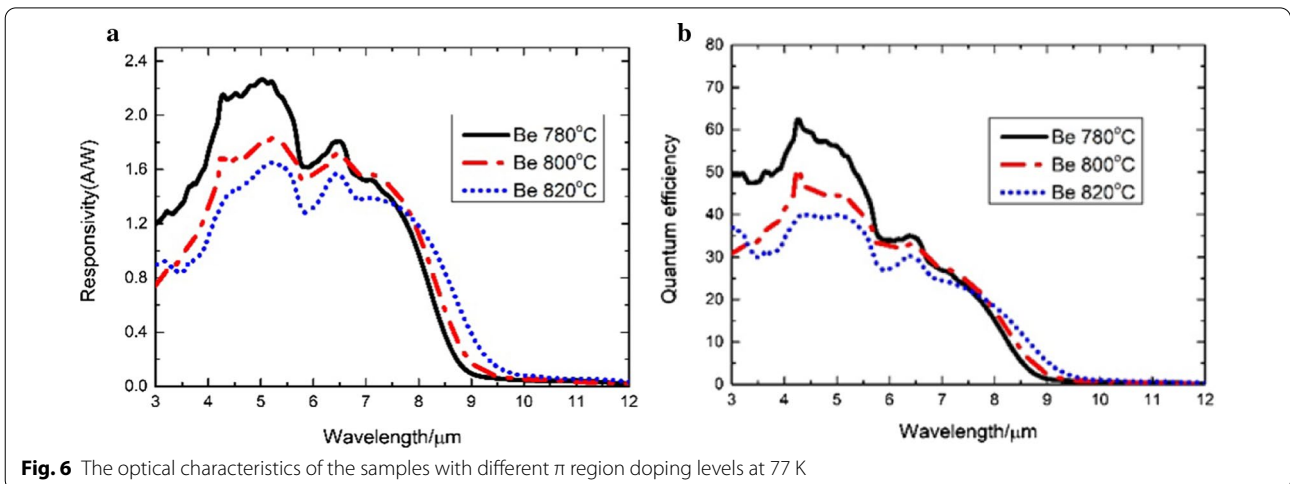 a
Responsivity(A/W)
2.4
2.0
1.6
1.2
0.8
0.4
0.0
3 4 5 6 7 8 9 10 11 12
Wavelength/μm
Be 780°C
Be 800°C
Be 820°C
b
Quantum efficiency
80
70
60
50
40
30
20
10
0
3 4 5 6 7 8 9 10 11 12
Wavelength/μm
Be 780°C
Be 800°C
Be 820°C
Fig. 6 The optical characteristics of the samples with different π region doping levels at 77 K